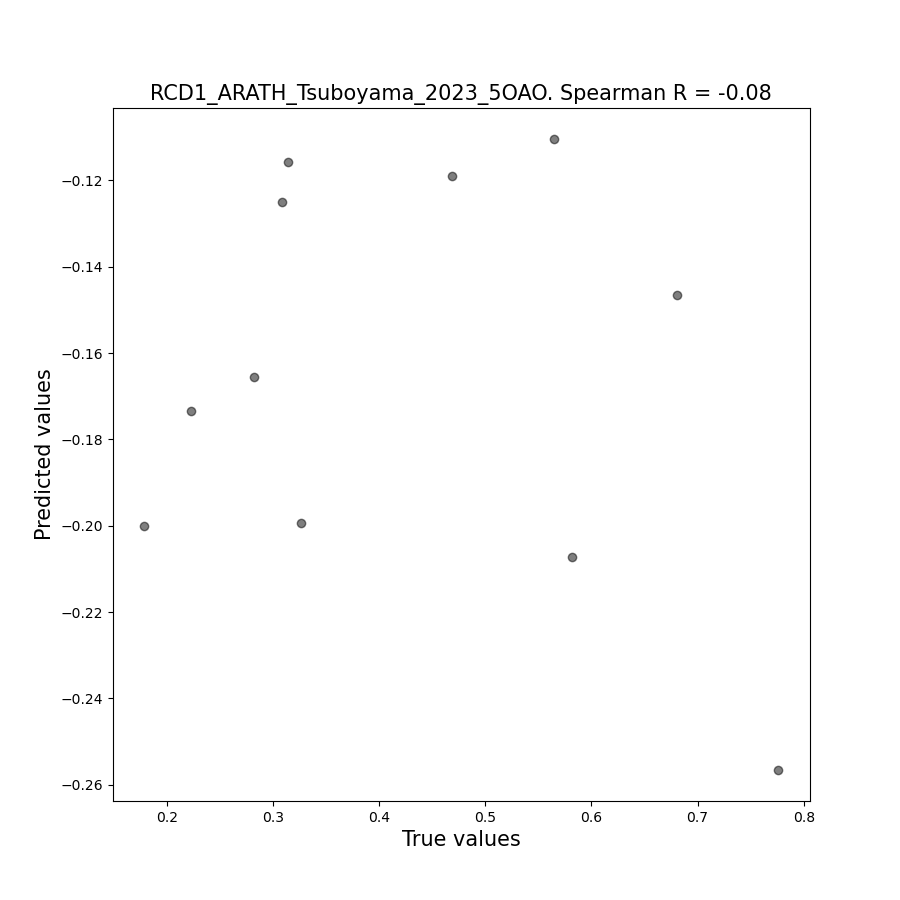 RCD1_ARATH_Tsuboyama_2023_5OAO. Spearman R = -0.08
−0.12
−0.14
−0.16
−0.18
−0.20
−0.22
−0.24
−0.26
Predicted values
0.2 0.3 0.4 0.5 0.6 0.7 0.8
True values